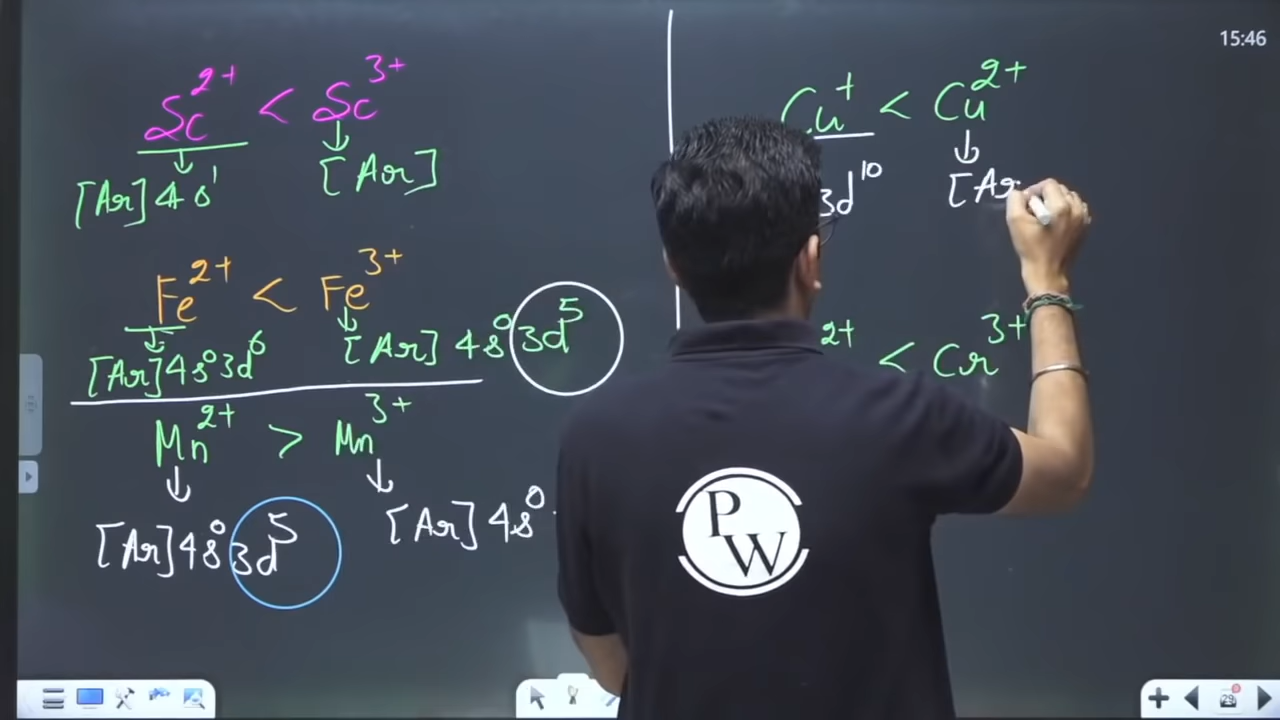 15:46
Sc²⁺ < Sc³⁺
↓ ↓
[Ar] 4s¹ [Ar]
Fe²⁺ < Fe³⁺
↓ ↓
[Ar] 4s⁰ 3d⁶ [Ar] 4s⁰ 3d⁵
Mn²⁺ > Mn³⁺
↓ ↓
[Ar] 4s⁰ 3d⁵ [Ar] 4s⁰
Cu⁺ < Cu²⁺
↓
3d¹⁰ [Ar
²⁺ < Cr³⁺
PW